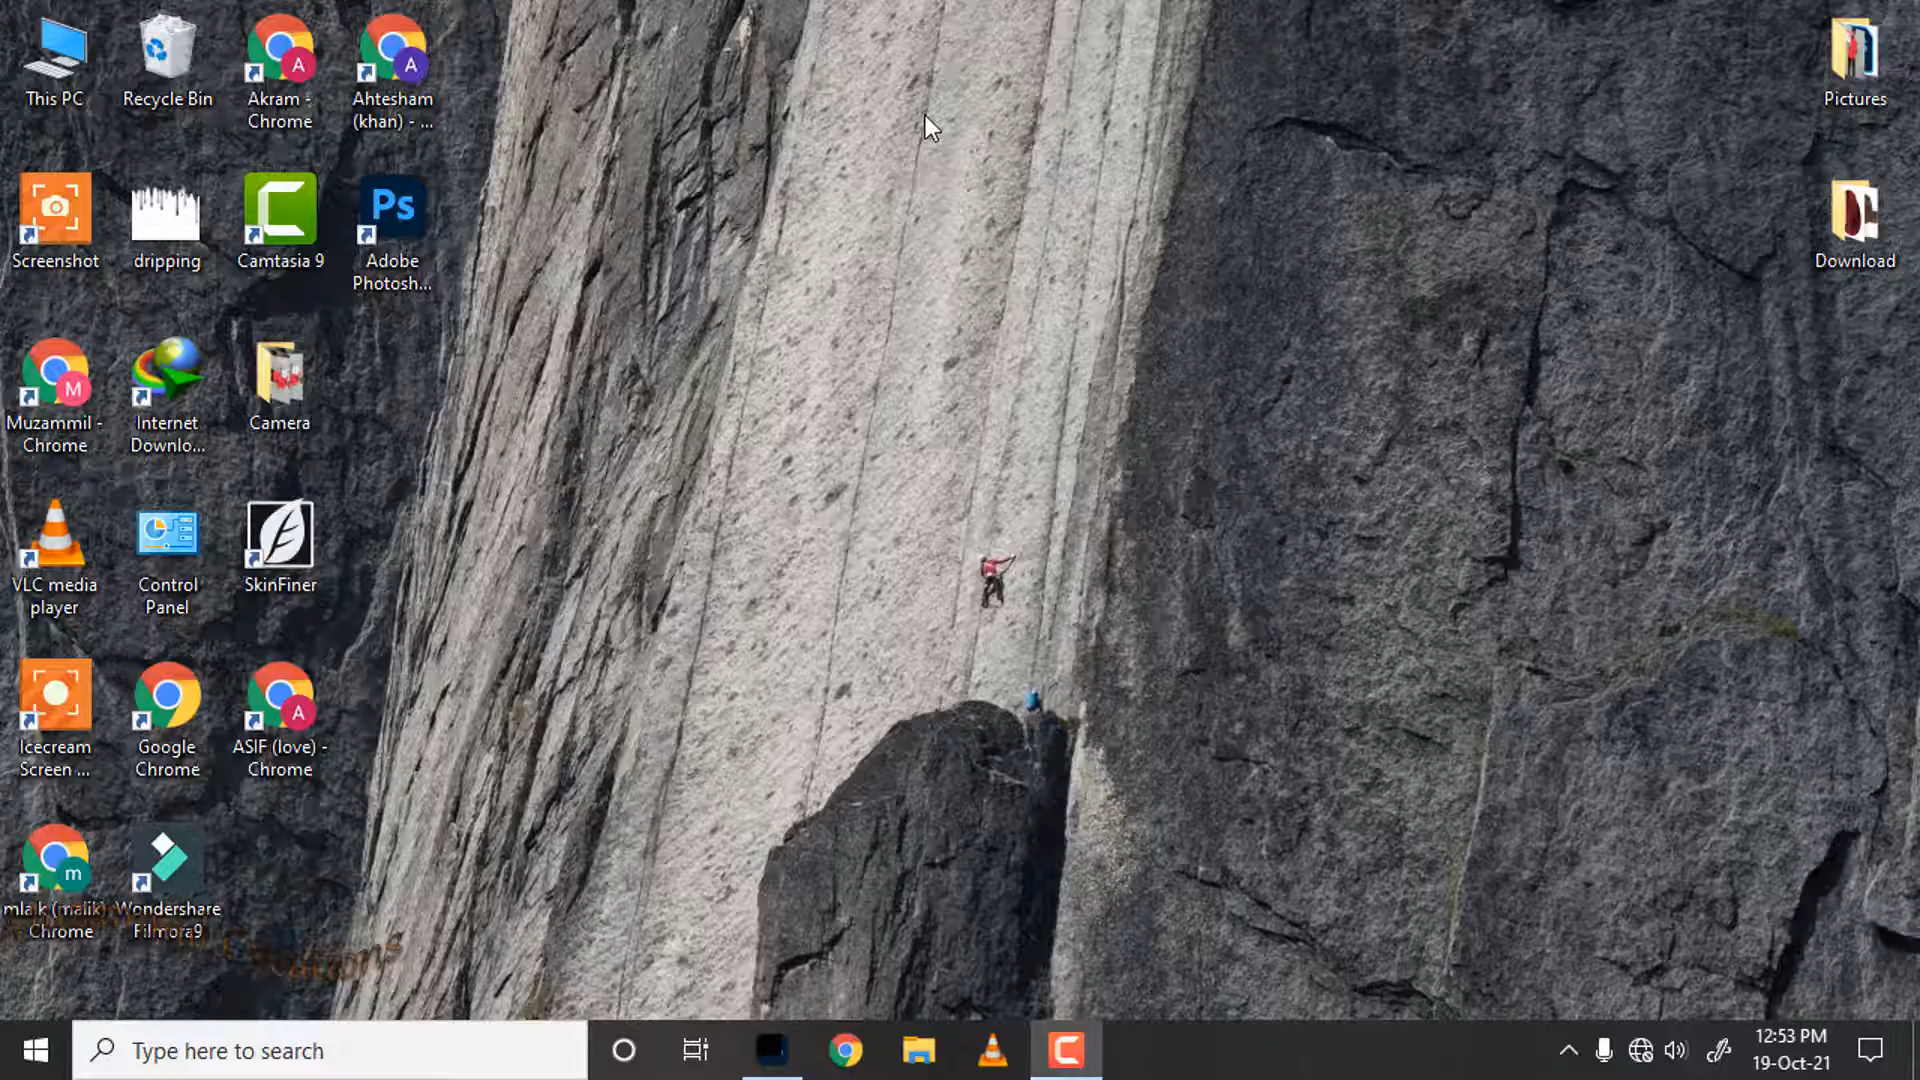 This PC
Recycle Bin
Akram -
Chrome
A
Ahtesham
(khan) - ...
A
Pictures
Screenshot
dripping
Camtasia 9
Ps
Adobe
Photosh...
Download
Muzammil -
Chrome
M
Internet
Downlo...
Camera
VLC media
player
Control
Panel
SkinFiner
Icecream
Screen ...
Google
Chrome
ASIF (love) -
Chrome
A
mlalk (malik)
Chrome
m
Wondershare
Filmora9
Type here to search
12:53 PM
19-Oct-21